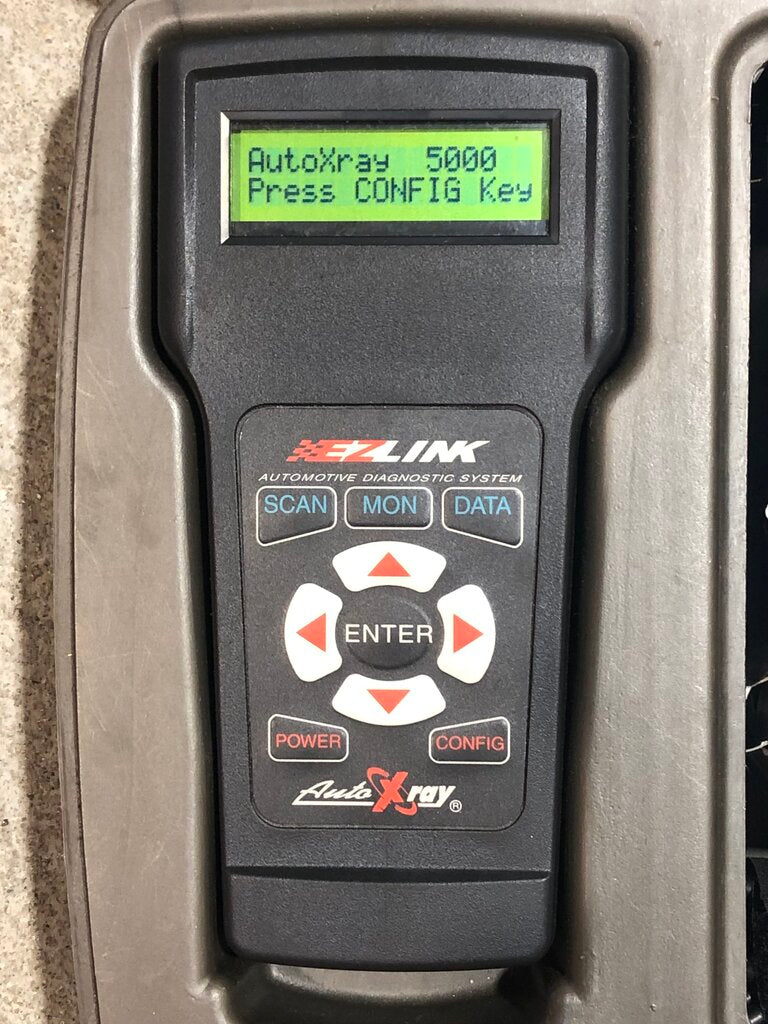 AutoXray 5000
Press CONFIG Key
EZLINK
AUTOMOTIVE DIAGNOSTIC SYSTEM
SCAN MON DATA
ENTER
POWER CONFIG
AutoXray®